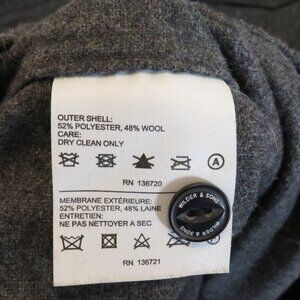 OUTER SHELL:
52% POLYESTER, 48% WOOL
CARE:
DRY CLEAN ONLY
A
RN 136720
MEMBRANE EXTÉRIEURE:
52% POLYESTER, 48% LAINE
ENTRETIEN:
NE PAS NETTOYER A SEC
A
RN 136721
WILDER & SONS
WILDER & SONS